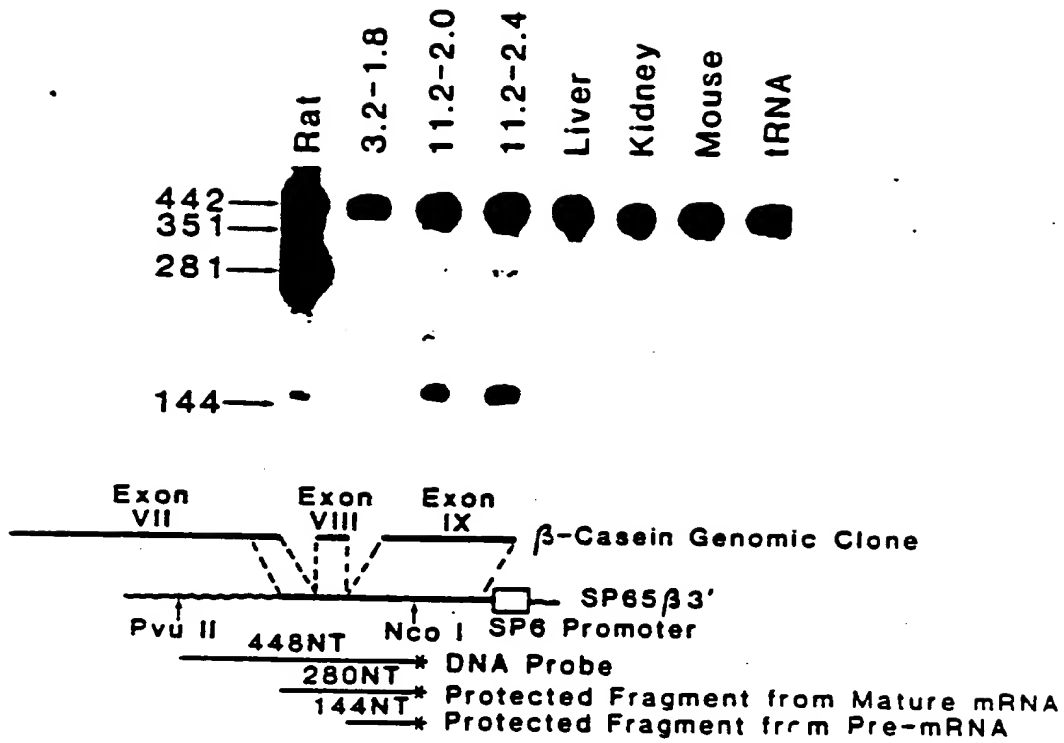 Rat
3.2-1.8
11.2-2.0
11.2-2.4
Liver
Kidney
Mouse
tRNA
442
351
281
144
Exon VII
Exon VIII
Exon IX
β-Casein Genomic Clone
SP65β3'
Pvu II
Nco I
SP6 Promoter
448NT
* DNA Probe
280NT
* Protected Fragment from Mature mRNA
144NT
* Protected Fragment from Pre-mRNA